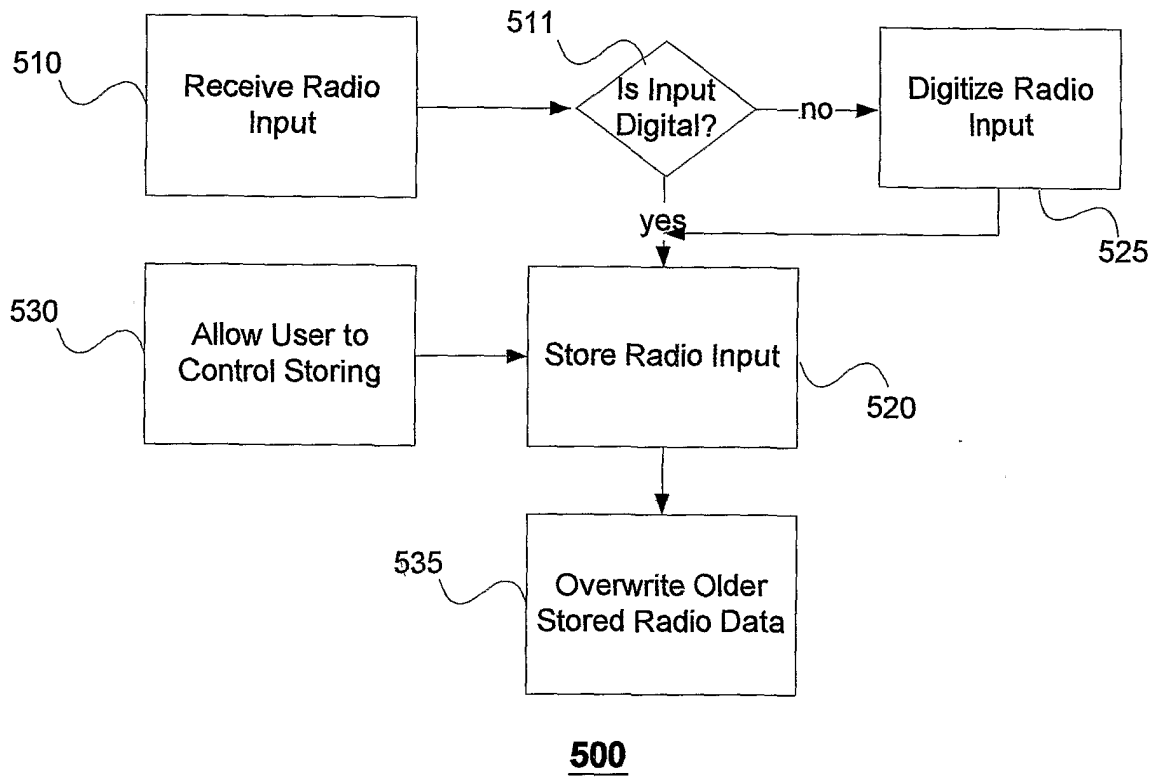 510
Receive Radio
Input
511
Is Input
Digital?
no
Digitize Radio
Input
525
yes
530
Allow User to
Control Storing
Store Radio Input
520
535
Overwrite Older
Stored Radio Data
500